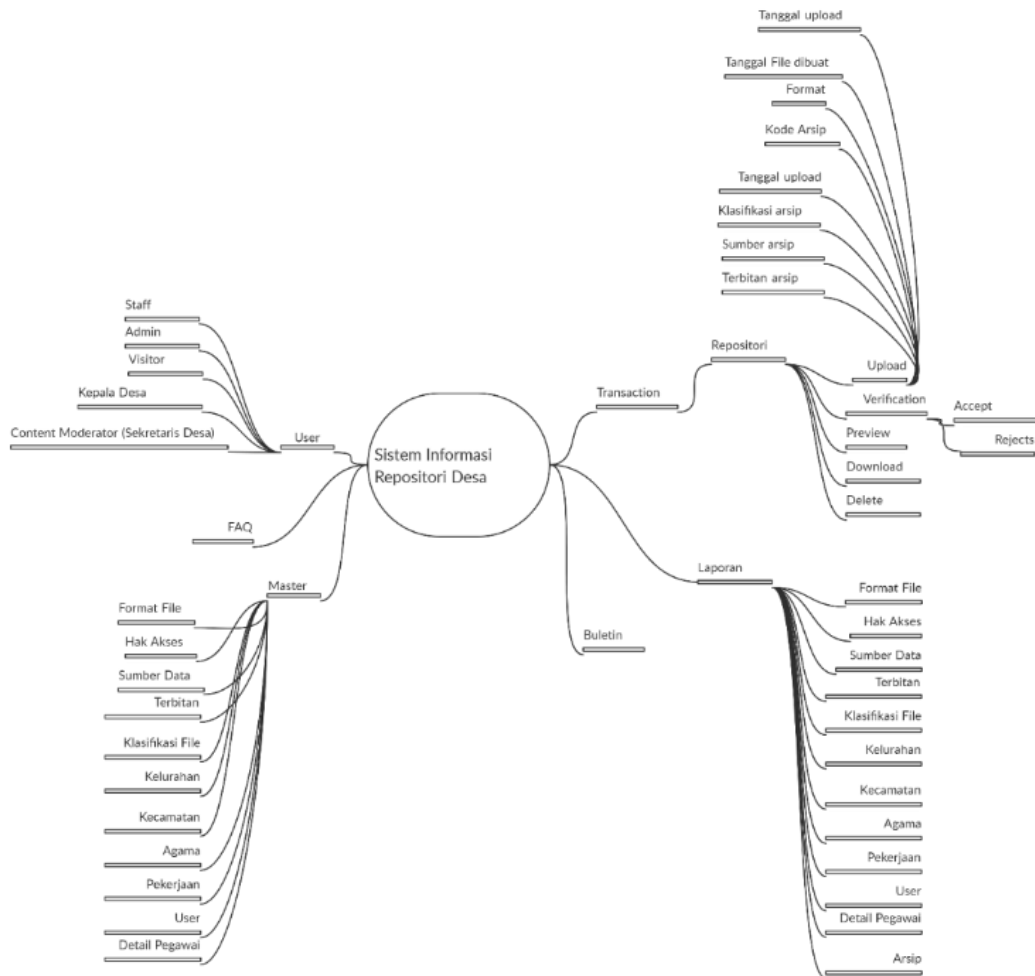 Tanggal upload
Tanggal File dibuat
Format
Kode Arsip
Tanggal upload
Klasifikasi arsip
Sumber arsip
Terbitan arsip
Repositori
Upload
Verification
Accept
Rejects
Preview
Download
Delete
Transaction
Staff
Admin
Visitor
Kepala Desa
Content Moderator (Sekretaris Desa)
User
Sistem Informasi
Repositori Desa
FAQ
Master
Format File
Hak Akses
Sumber Data
Terbitan
Klasifikasi File
Kelurahan
Kecamatan
Agama
Pekerjaan
User
Detail Pegawai
Buletin
Laporan
Format File
Hak Akses
Sumber Data
Terbitan
Klasifikasi File
Kelurahan
Kecamatan
Agama
Pekerjaan
User
Detail Pegawai
Arsip